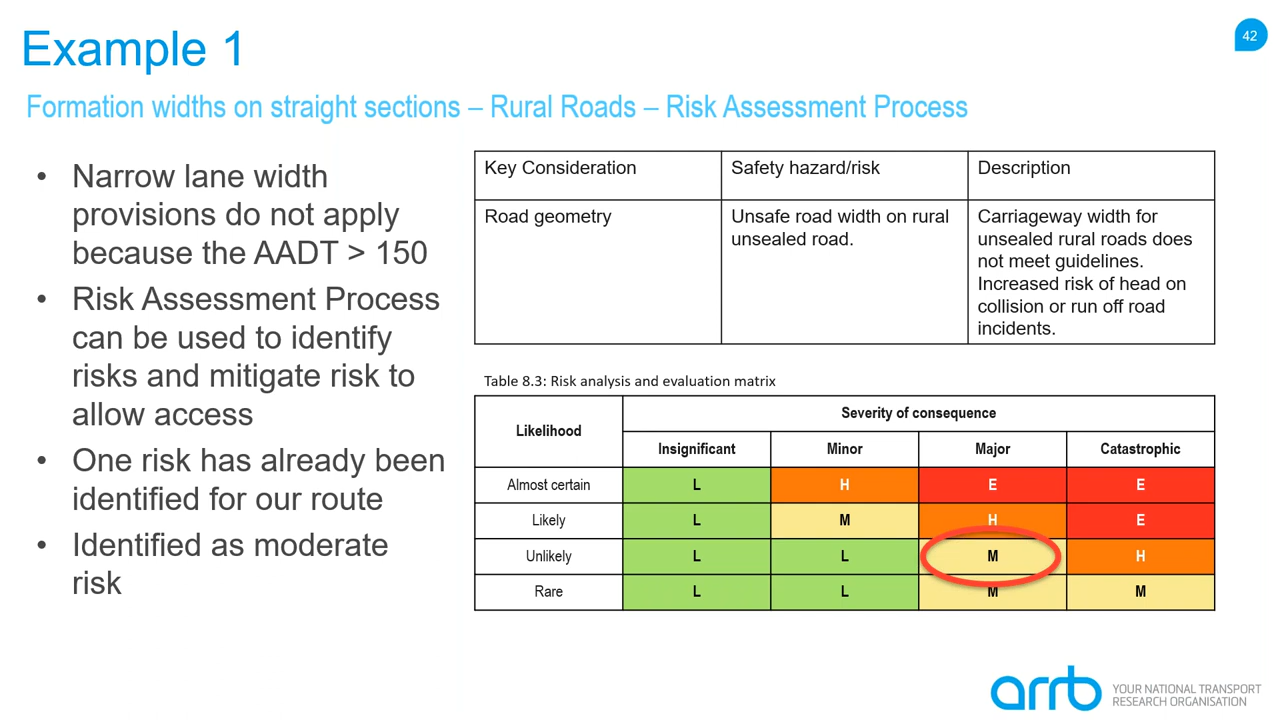 Example 1
42
Formation widths on straight sections – Rural Roads – Risk Assessment Process
• Narrow lane width
provisions do not apply
because the AADT > 150
• Risk Assessment Process
can be used to identify
risks and mitigate risk to
allow access
• One risk has already been
identified for our route
• Identified as moderate
risk
Key Consideration Safety hazard/risk Description
Road geometry Unsafe road width on rural Carriageway width for
unsealed road. unsealed rural roads does
not meet guidelines.
Increased risk of head on
collision or run off road
incidents.
Table 8.3: Risk analysis and evaluation matrix
Likelihood Severity of consequence
Insignificant Minor Major Catastrophic
Almost certain L H E E
Likely L M H E
Unlikely L L M H
Rare L L M M
arrb YOUR NATIONAL TRANSPORT
RESEARCH ORGANISATION